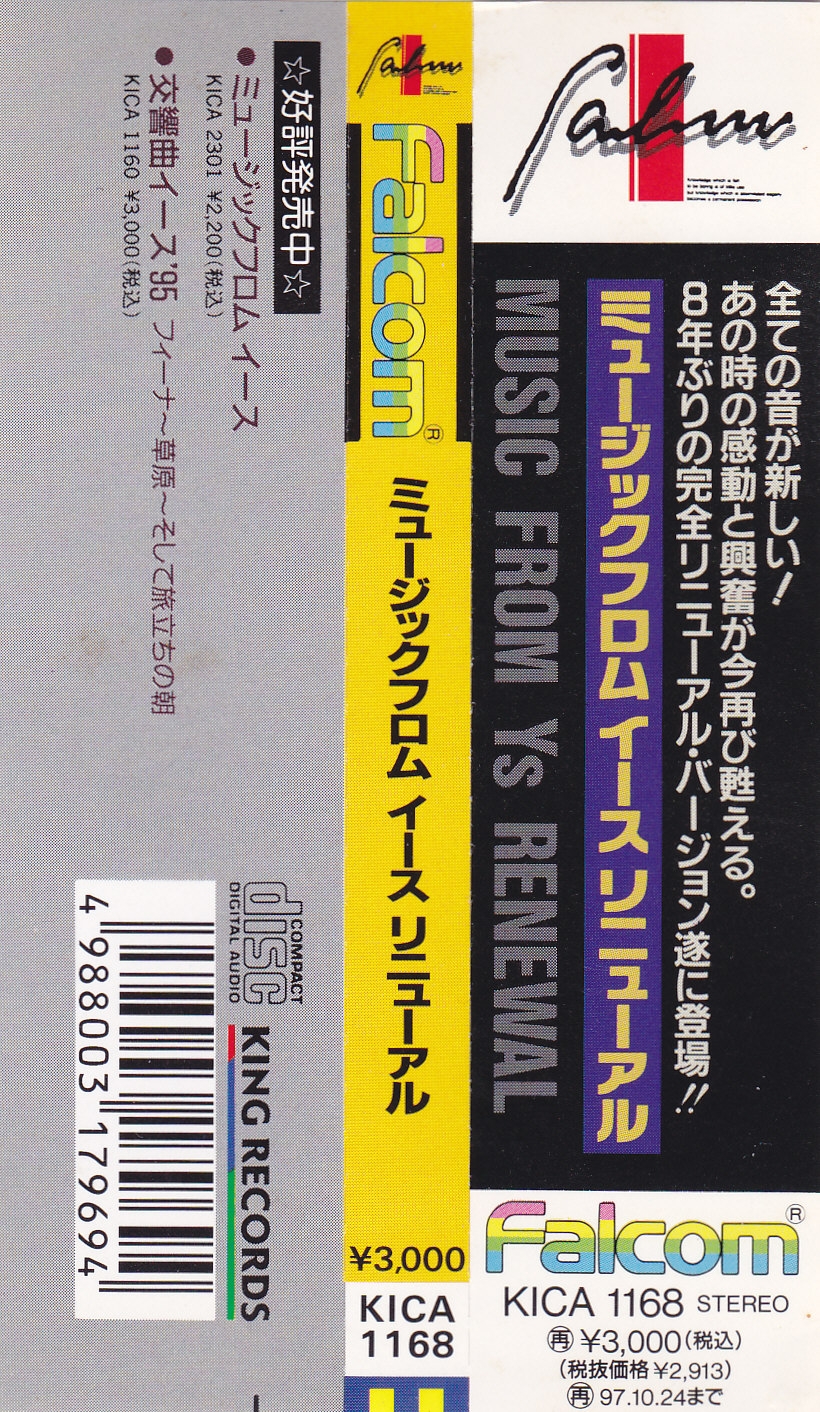 全ての音が新しい!
あの時の感動と興奮が今再び甦える。
8年ぶりの完全リニューアル・バージョン遂に登場!!
ミュージックフロム イース リニューアル
MUSIC FROM Ys RENEWAL
Falcom®
KICA 1168 STEREO
㊢¥3,000(税込)
(税抜価格¥2,913)
97.10.24まで
Falcom®
ミュージックフロム イース リニューアル
¥3,000
KICA
1168
☆好評発売中☆
●ミュージックフロム イース
KICA 2301 ¥2,200(税込)
●交響曲イース'95 フィーナ〜草原〜そして旅立ちの朝
KICA 1160 ¥3,000(税込)
COMPACT
disc
DIGITAL AUDIO
KING RECORDS
4 988003 179694